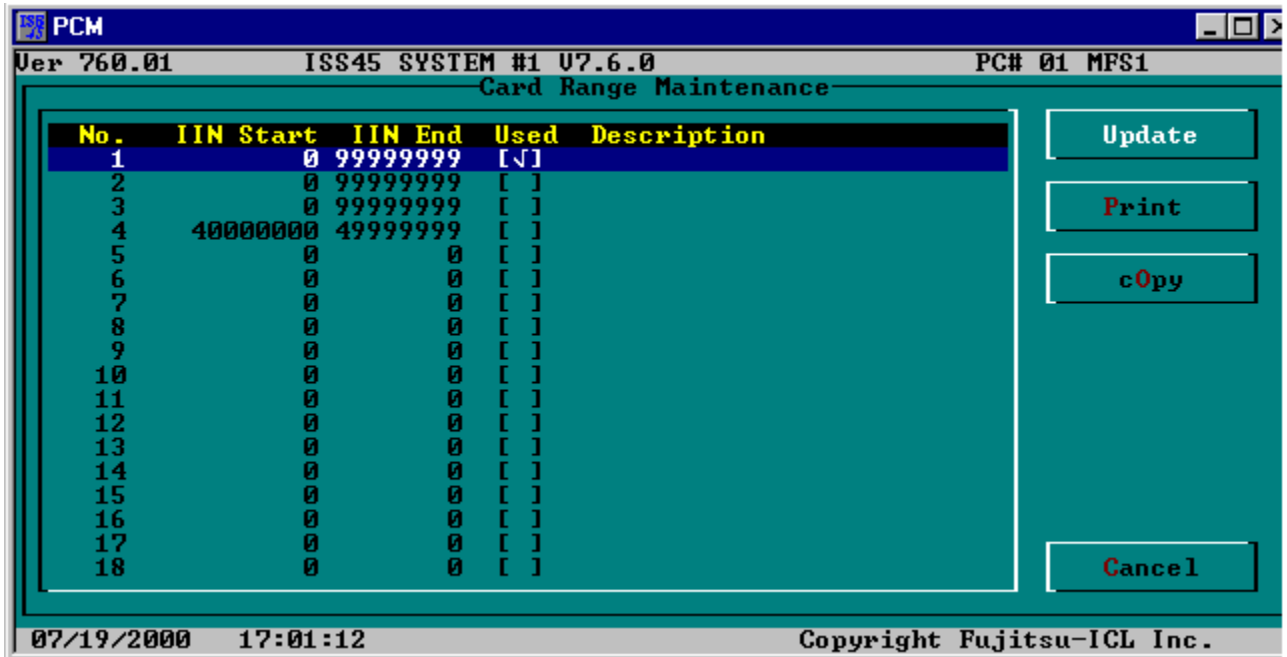 PCM
Ver 760.01 ISS45 SYSTEM #1 V7.6.0 PC# 01 MFS1
Card Range Maintenance
No. IIN Start IIN End Used Description
1 0 99999999 [√]
2 0 99999999 [ ]
3 0 99999999 [ ]
4 40000000 49999999 [ ]
5 0 0 [ ]
6 0 0 [ ]
7 0 0 [ ]
8 0 0 [ ]
9 0 0 [ ]
10 0 0 [ ]
11 0 0 [ ]
12 0 0 [ ]
13 0 0 [ ]
14 0 0 [ ]
15 0 0 [ ]
16 0 0 [ ]
17 0 0 [ ]
18 0 0 [ ]
Update
Print
cOpy
Cancel
07/19/2000 17:01:12 Copyright Fujitsu-ICL Inc.